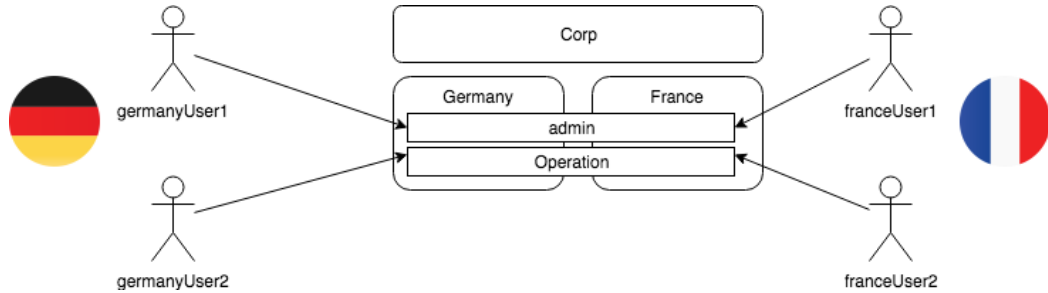 Corp
germanyUser1
Germany
France
franceUser1
admin
Operation
germanyUser2
franceUser2